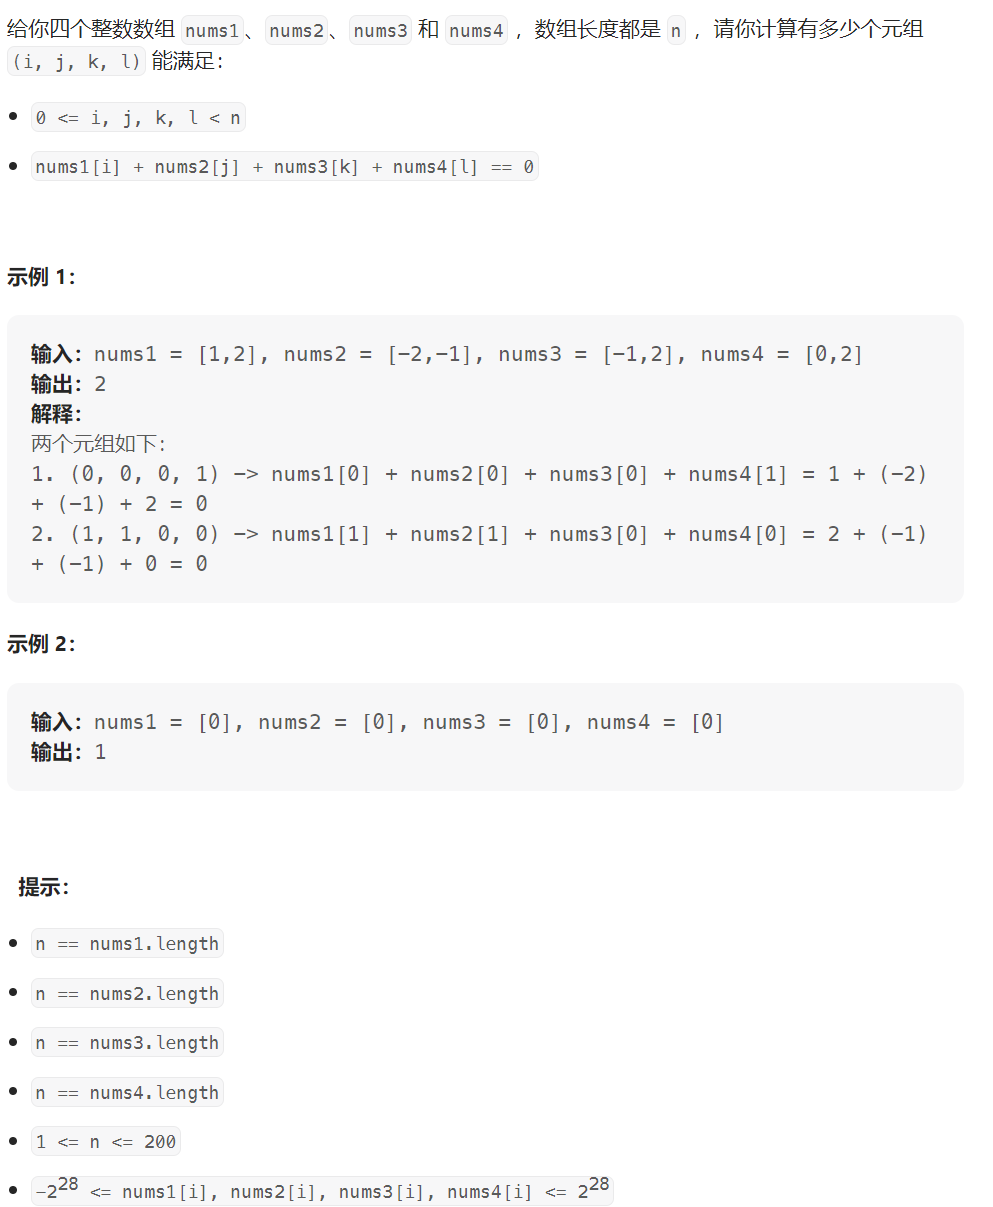 给你四个整数数组 nums1、nums2、nums3 和 nums4 ，数组长度都是 n ，请你计算有多少个元组
(i, j, k, l) 能满足：
• 0 <= i, j, k, l < n
• nums1[i] + nums2[j] + nums3[k] + nums4[l] == 0
示例 1：
输入：nums1 = [1,2], nums2 = [-2,-1], nums3 = [-1,2], nums4 = [0,2]
输出：2
解释：
两个元组如下：
1. (0, 0, 0, 1) -> nums1[0] + nums2[0] + nums3[0] + nums4[1] = 1 + (-2)
+ (-1) + 2 = 0
2. (1, 1, 0, 0) -> nums1[1] + nums2[1] + nums3[0] + nums4[0] = 2 + (-1)
+ (-1) + 0 = 0
示例 2：
输入：nums1 = [0], nums2 = [0], nums3 = [0], nums4 = [0]
输出：1
提示：
• n == nums1.length
• n == nums2.length
• n == nums3.length
• n == nums4.length
• 1 <= n <= 200
• -2²⁸ <= nums1[i], nums2[i], nums3[i], nums4[i] <= 2²⁸